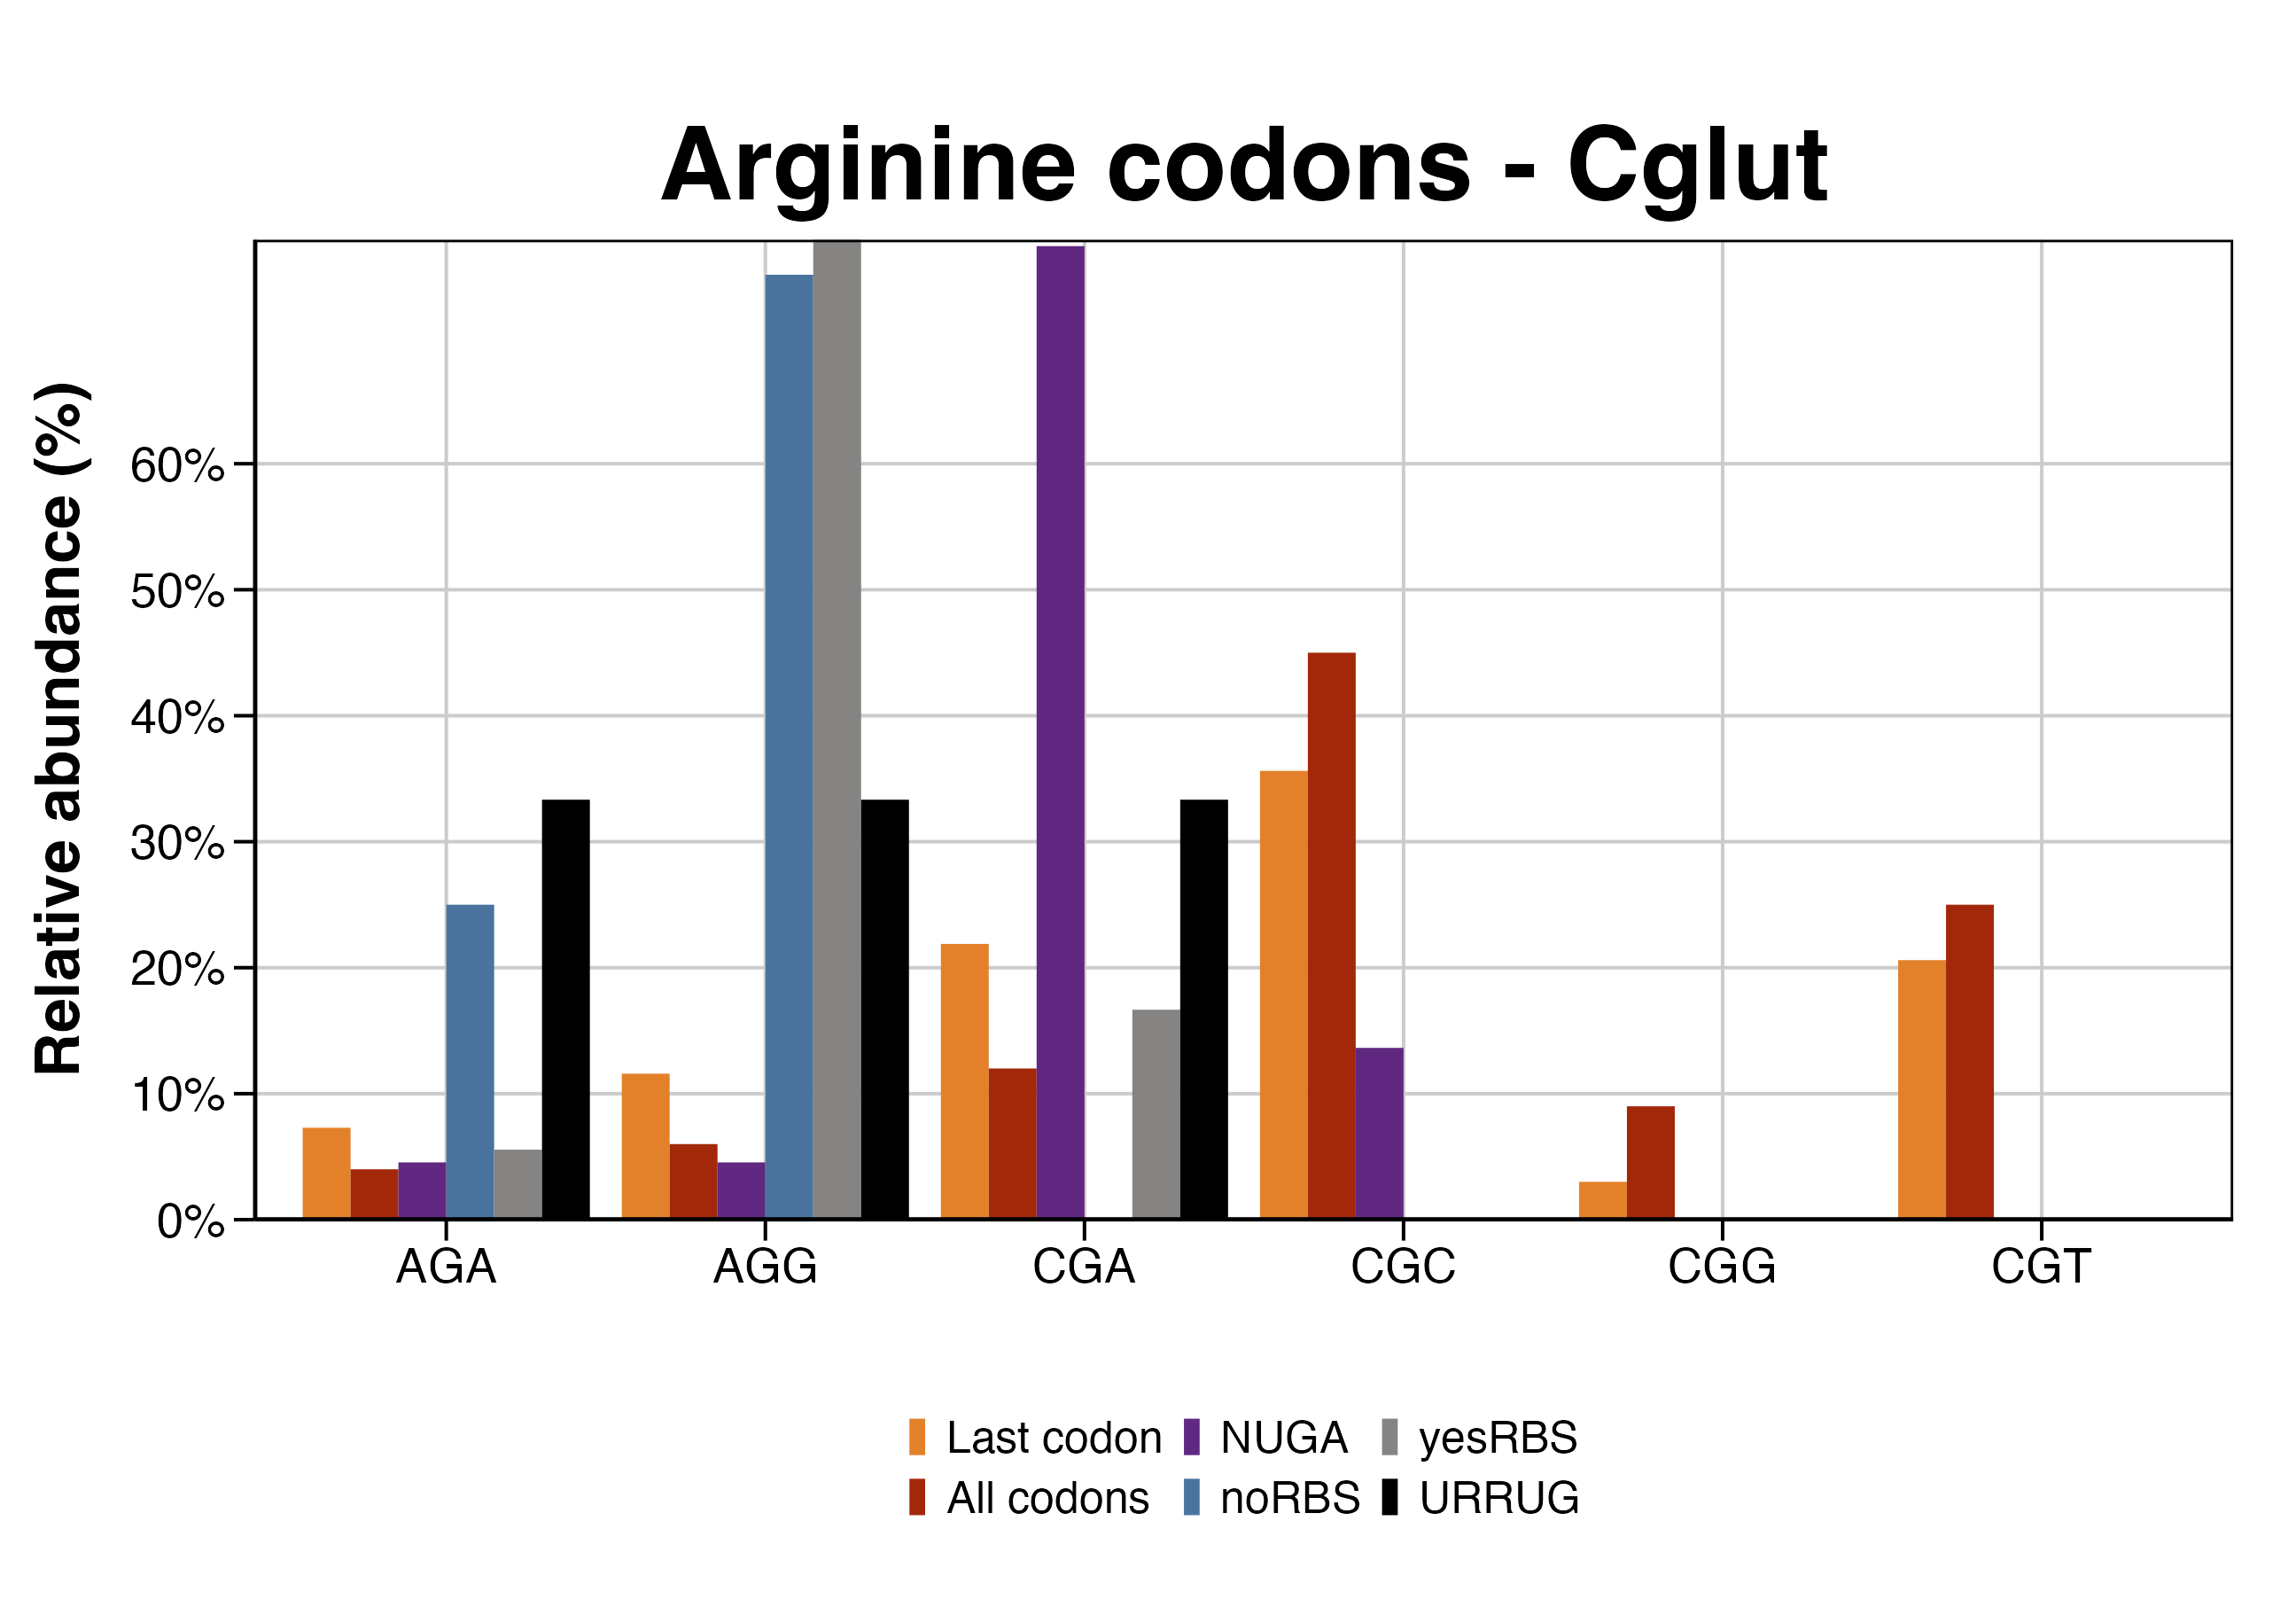 Arginine codons - Cglut
Relative abundance (%)
60%
50%
40%
30%
20%
10%
0%
AGA AGG CGA CGC CGG CGT
Last codon NUGA yesRBS
All codons noRBS URRUG